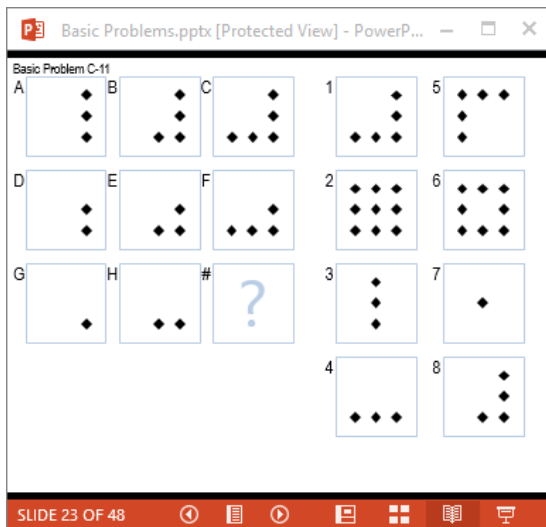 Basic Problems.pptx [Protected View] - PowerP...
Basic Problem C-11
A B C 1 5
D E F 2 6
G H # ? 3 7
4 8
SLIDE 23 OF 48